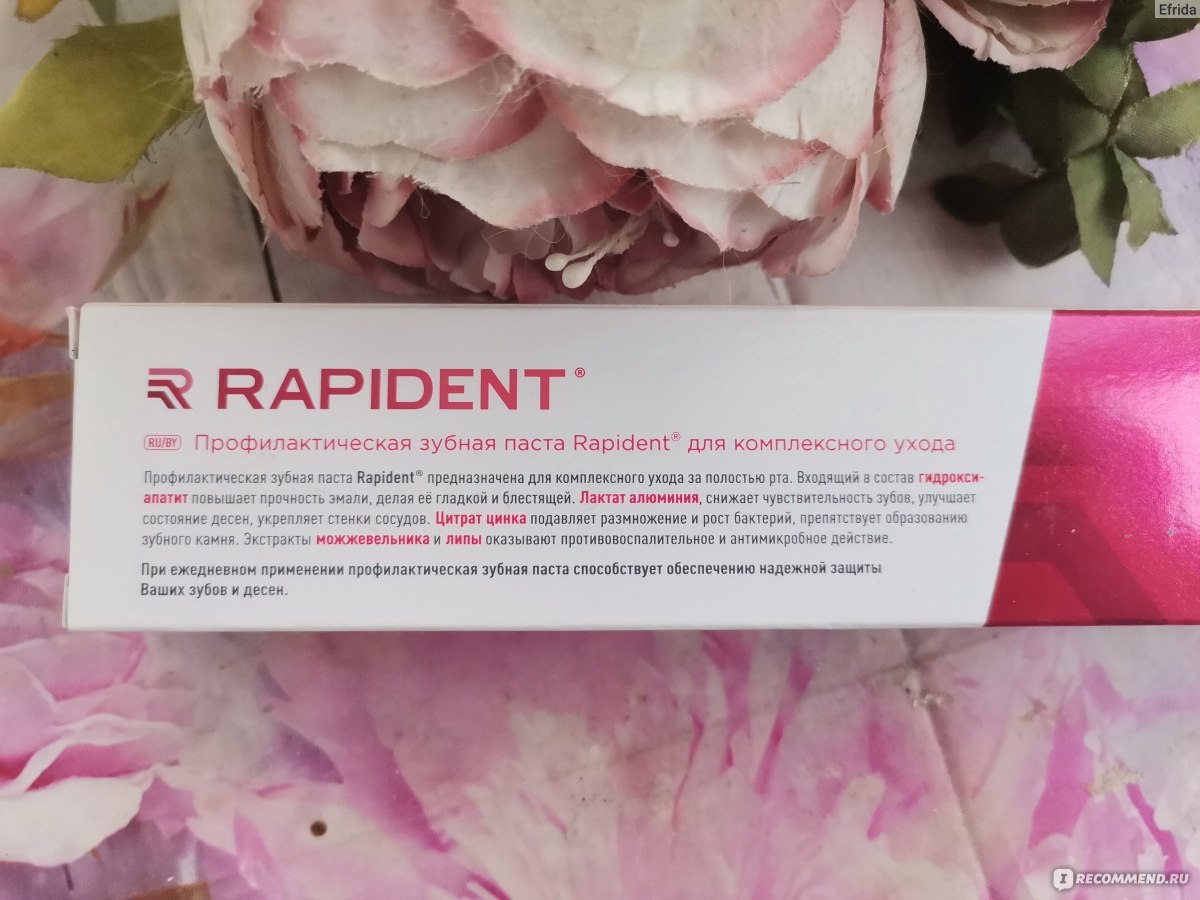 Efrida
RAPIDENT®
RU/BY Профилактическая зубная паста Rapident® для комплексного ухода
Профилактическая зубная паста Rapident® предназначена для комплексного ухода за полостью рта. Входящий в состав гидрокси-
апатит повышает прочность эмали, делая её гладкой и блестящей. Лактат алюминия, снижает чувствительность зубов, улучшает
состояние десен, укрепляет стенки сосудов. Цитрат цинка подавляет размножение и рост бактерий, препятствует образованию
зубного камня. Экстракты можжевельника и липы оказывают противовоспалительное и антимикробное действие.
При ежедневном применении профилактическая зубная паста способствует обеспечению надежной защиты
Ваших зубов и десен.
IRECOMMEND.RU